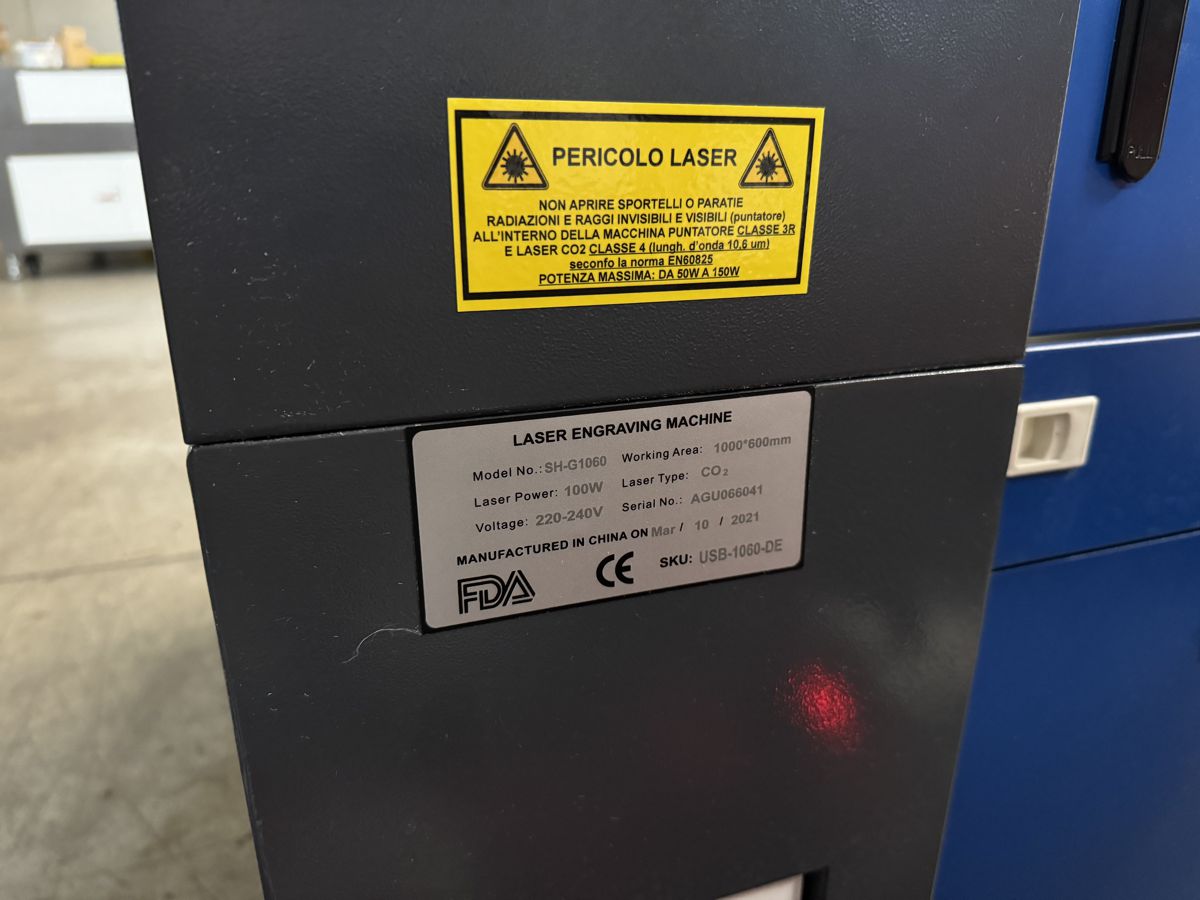 PULL
PERICOLO LASER
NON APRIRE SPORTELLI O PARATIE
RADIAZIONI E RAGGI INVISIBILI E VISIBILI (puntatore)
ALL'INTERNO DELLA MACCHINA PUNTATORE CLASSE 3R
E LASER CO2 CLASSE 4 (lungh. d'onda 10,6 um)
seconfo la norma EN60825
POTENZA MASSIMA: DA 50W A 150W
LASER ENGRAVING MACHINE
Model No.: SH-G1060 Working Area: 1000*600mm
Laser Power: 100W Laser Type: CO₂
Voltage: 220-240V Serial No.: AGU066041
MANUFACTURED IN CHINA ON Mar / 10 / 2021
FDA CE SKU: USB-1060-DE